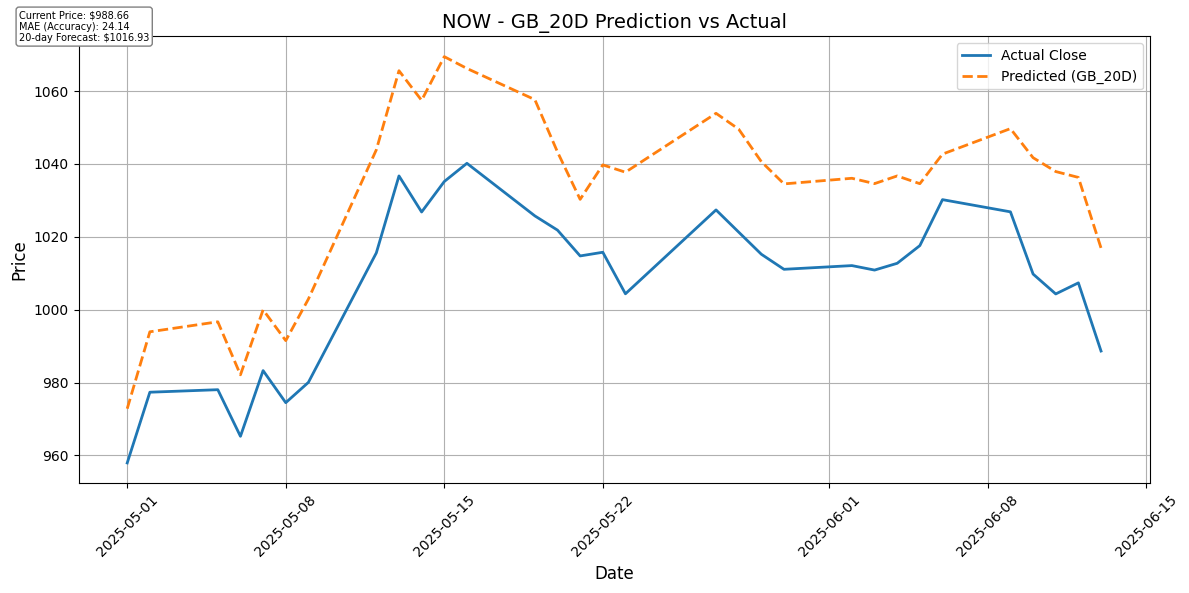 NOW - GB_20D Prediction vs Actual
Current Price: $988.66
MAE (Accuracy): 24.14
20-day Forecast: $1016.93
Actual Close
Predicted (GB_20D)
Price
1060
1040
1020
1000
980
960
2025-05-01
2025-05-08
2025-05-15
2025-05-22
2025-06-01
2025-06-08
2025-06-15
Date